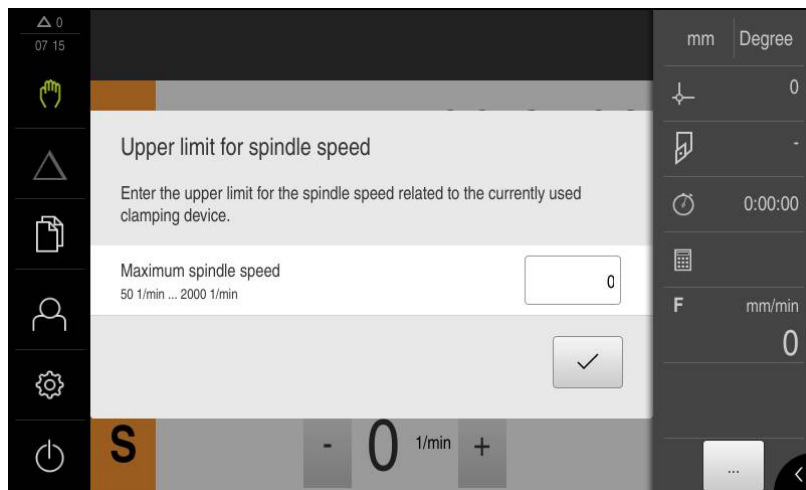 0
07 15
mm
Degree
0
-
0:00:00
F
mm/min
0
...
Upper limit for spindle speed
Enter the upper limit for the spindle speed related to the currently used
clamping device.
Maximum spindle speed
50 1/min ... 2000 1/min
0
S
-
0
1/min
+